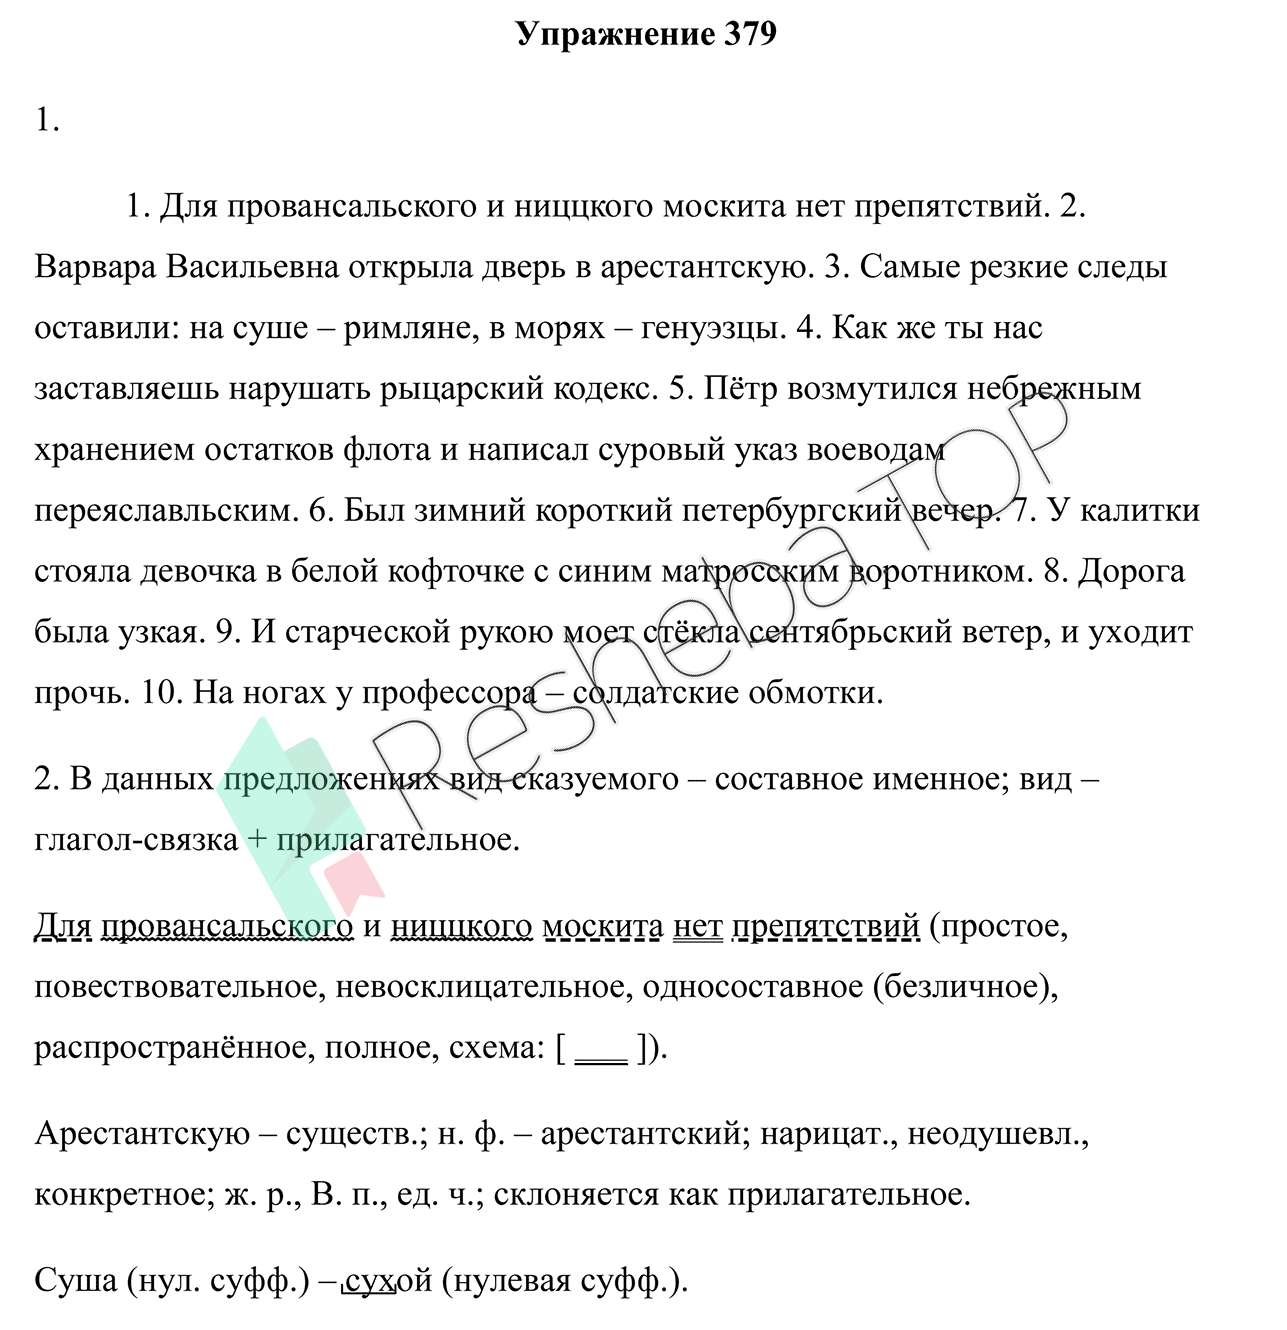 Упражнение 379
1.
1. Для провансальского и ниццкого москита нет препятствий. 2.
Варвара Васильевна открыла дверь в арестантскую. 3. Самые резкие следы
оставили: на суше – римляне, в морях – генуэзцы. 4. Как же ты нас
заставляешь нарушать рыцарский кодекс. 5. Пётр возмутился небрежным
хранением остатков флота и написал суровый указ воеводам
переяславльским. 6. Был зимний короткий петербургский вечер. 7. У калитки
стояла девочка в белой кофточке с синим матросским воротником. 8. Дорога
была узкая. 9. И старческой рукою моет стёкла сентябрьский ветер, и уходит
прочь. 10. На ногах у профессора – солдатские обмотки.
2. В данных предложениях вид сказуемого – составное именное; вид –
глагол-связка + прилагательное.
Для провансальского и ниццкого москита нет препятствий (простое,
повествовательное, невосклицательное, односоставное (безличное),
распространённое, полное, схема: [ ___ ]).
Арестантскую – существ.; н. ф. – арестантский; нарицат., неодушевл.,
конкретное; ж. р., В. п., ед. ч.; склоняется как прилагательное.
Суша (нул. суфф.) – сухой (нулевая суфф.).
Resheba.TOP